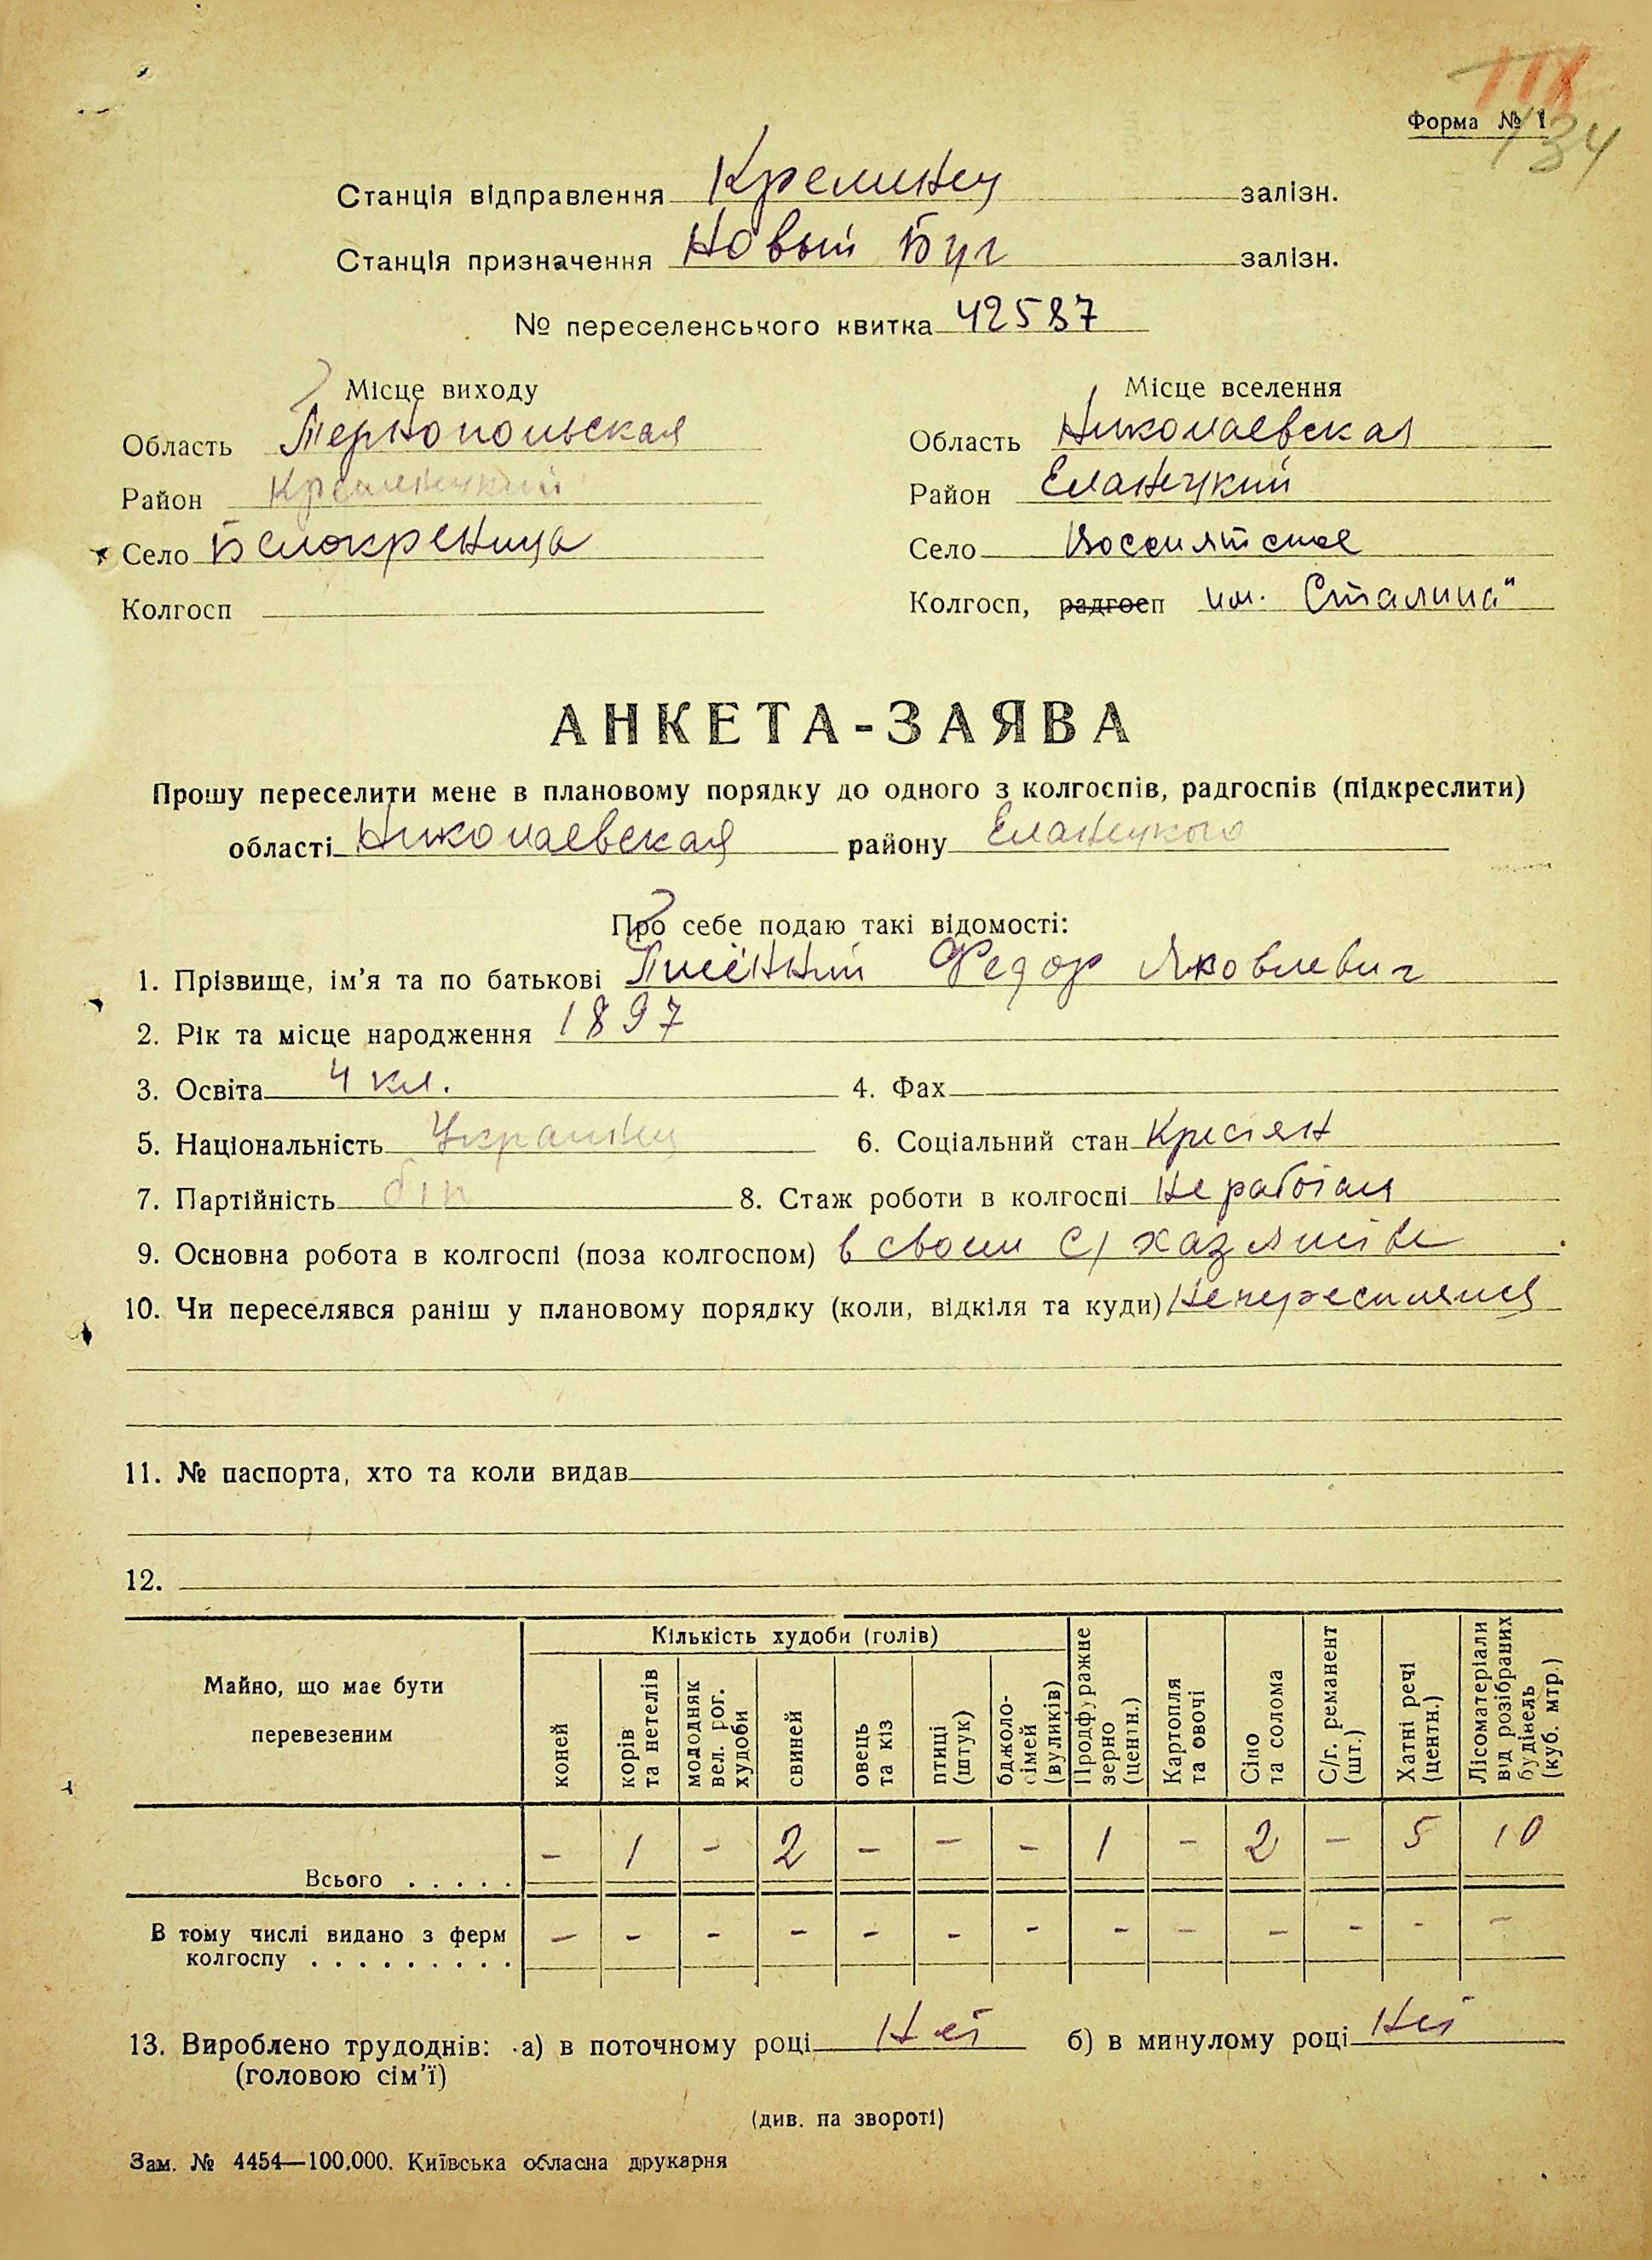 118
Форма № 1
134
Станція відправлення Кременец залізн.
Станція призначення Новый Буг залізн.
№ переселенського квитка 42587
Місце виходу
Область Тернопольская
Район Кременецкий
Село Белокреница
Колгосп
Місце вселення
Область Николаевская
Район Еланецкий
Село Возсиятское
Колгосп, радгосп им. Сталина"
АНКЕТА-ЗАЯВА
Прошу переселити мене в плановому порядку до одного з колгоспів, радгоспів (підкреслити)
області Николаевская району Еланецкого
Про себе подаю такі відомості:
1. Прізвище, ім'я та по батькові Федор Яковлевич
2. Рік та місце народження 1897
3. Освіта 4 кл. 4. Фах
5. Національність Украинец 6. Соціальний стан Кресян
7. Партійність б/п 8. Стаж роботи в колгоспі Не работал
9. Основна робота в колгоспі (поза колгоспом) в своем с/хазяистве
10. Чи переселявся раніш у плановому порядку (коли, відкіля та куди) Не переселялся
11. № паспорта, хто та коли видав
12.
Майно, що має бути перевезеним
Кількість худоби (голів)
коней
корів та нетелів
молодняк вел. рог. худоби
свиней
овець та кіз
птиці (штук)
бджолосімей (вуликів)
Продфуражне зерно (центн.)
Картопля та овочі
Сіно та солома
С/г. реманент (шт.)
Хатні речі (центн.)
Лісоматеріали від розібраних будівель (куб. мтр.)
Всього . . . . . - 1 - 2 - - - 1 - 2 - 5 10
В тому числі видано з ферм
колгоспу . . . . . . . . . - - - - - - - - - - - - -
13. Вироблено трудоднів: а) в поточному році Нет б) в минулому році Нет
(головою сім'ї)
(див. на звороті)
Зам. № 4454—100.000. Київська обласна друкарня